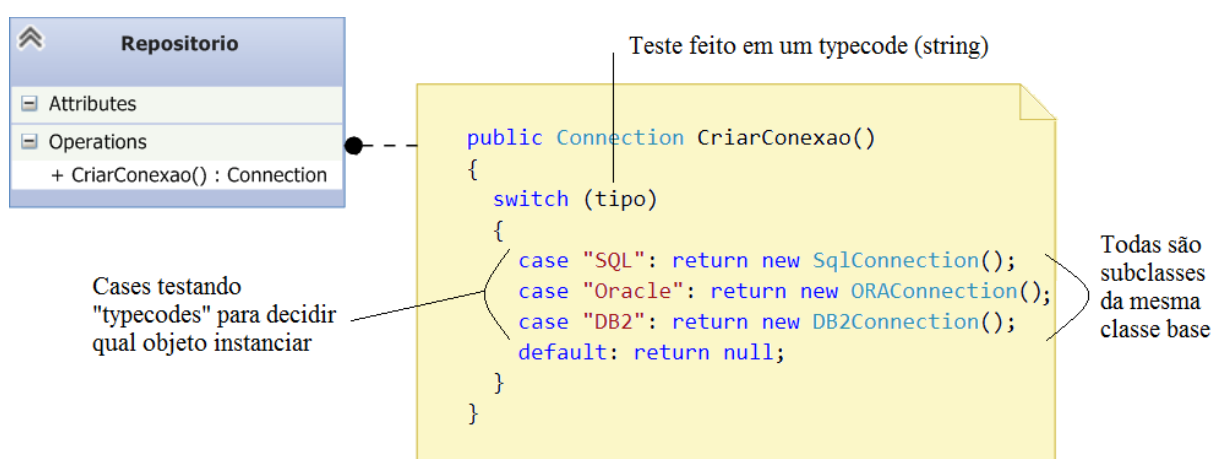 Repositorio
Attributes
Operations
+ CriarConexao() : Connection
Teste feito em um typecode (string)
public Connection CriarConexao()
{
switch (tipo)
{
case "SQL": return new SqlConnection();
case "Oracle": return new ORAConnection();
case "DB2": return new DB2Connection();
default: return null;
}
}
Cases testando
"typecodes" para decidir
qual objeto instanciar
Todas são
subclasses
da mesma
classe base